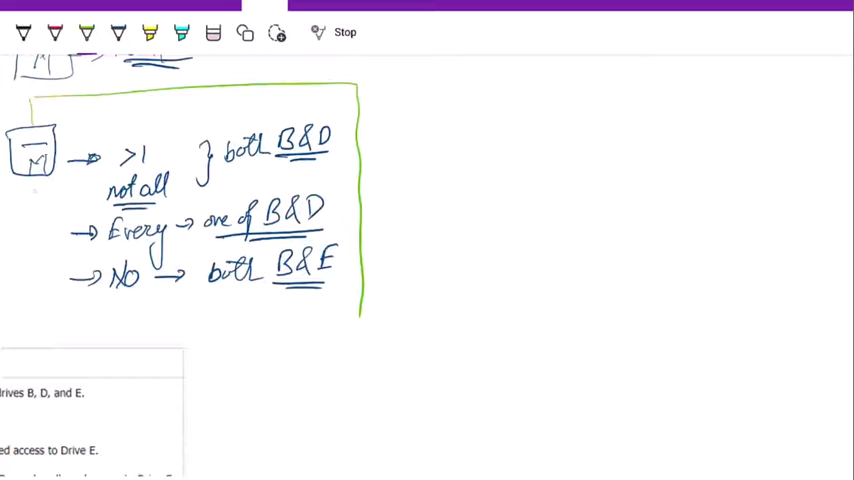 Stop
M →
M → >1 } both B&D
not all
→ Every → one of B&D
→ No → both B&E
rives B, D, and E.
ed access to Drive E.